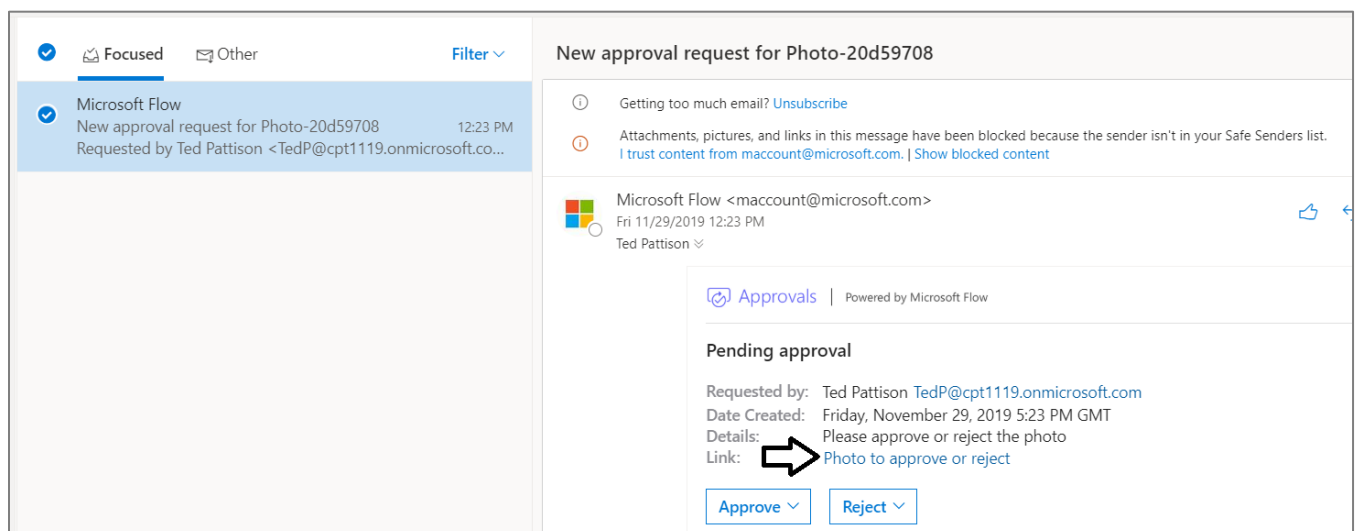 Focused
Other
Filter
Microsoft Flow
New approval request for Photo-20d59708
12:23 PM
Requested by Ted Pattison <TedP@cpt1119.onmicrosoft.co...
New approval request for Photo-20d59708
Getting too much email? Unsubscribe
Attachments, pictures, and links in this message have been blocked because the sender isn't in your Safe Senders list.
I trust content from maccount@microsoft.com. | Show blocked content
Microsoft Flow <maccount@microsoft.com>
Fri 11/29/2019 12:23 PM
Ted Pattison
Approvals | Powered by Microsoft Flow
Pending approval
Requested by: Ted Pattison TedP@cpt1119.onmicrosoft.com
Date Created: Friday, November 29, 2019 5:23 PM GMT
Details: Please approve or reject the photo
Link: Photo to approve or reject
Approve
Reject